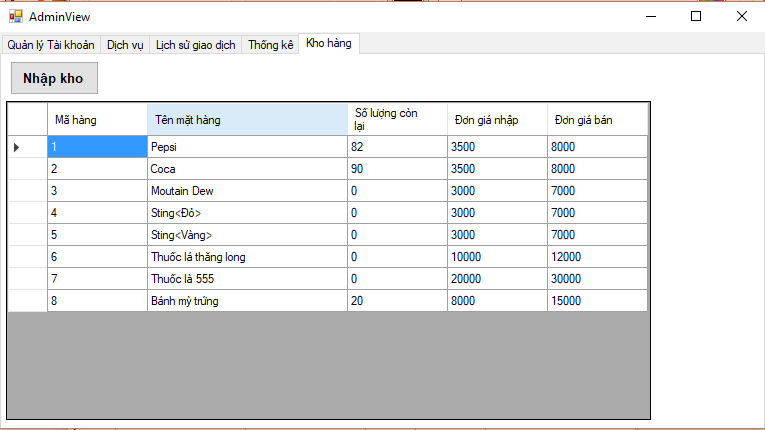 AdminView
Quản lý Tài khoản Dịch vụ Lịch sử giao dịch Thống kê Kho hàng
Nhập kho
Mã hàng Tên mặt hàng Số lượng còn lại Đơn giá nhập Đơn giá bán
1 Pepsi 82 3500 8000
2 Coca 90 3500 8000
3 Moutain Dew 0 3000 7000
4 Sting<Đỏ> 0 3000 7000
5 Sting<Vàng> 0 3000 7000
6 Thuốc lá thăng long 0 10000 12000
7 Thuốc là 555 0 20000 30000
8 Bánh mỳ trứng 20 8000 15000